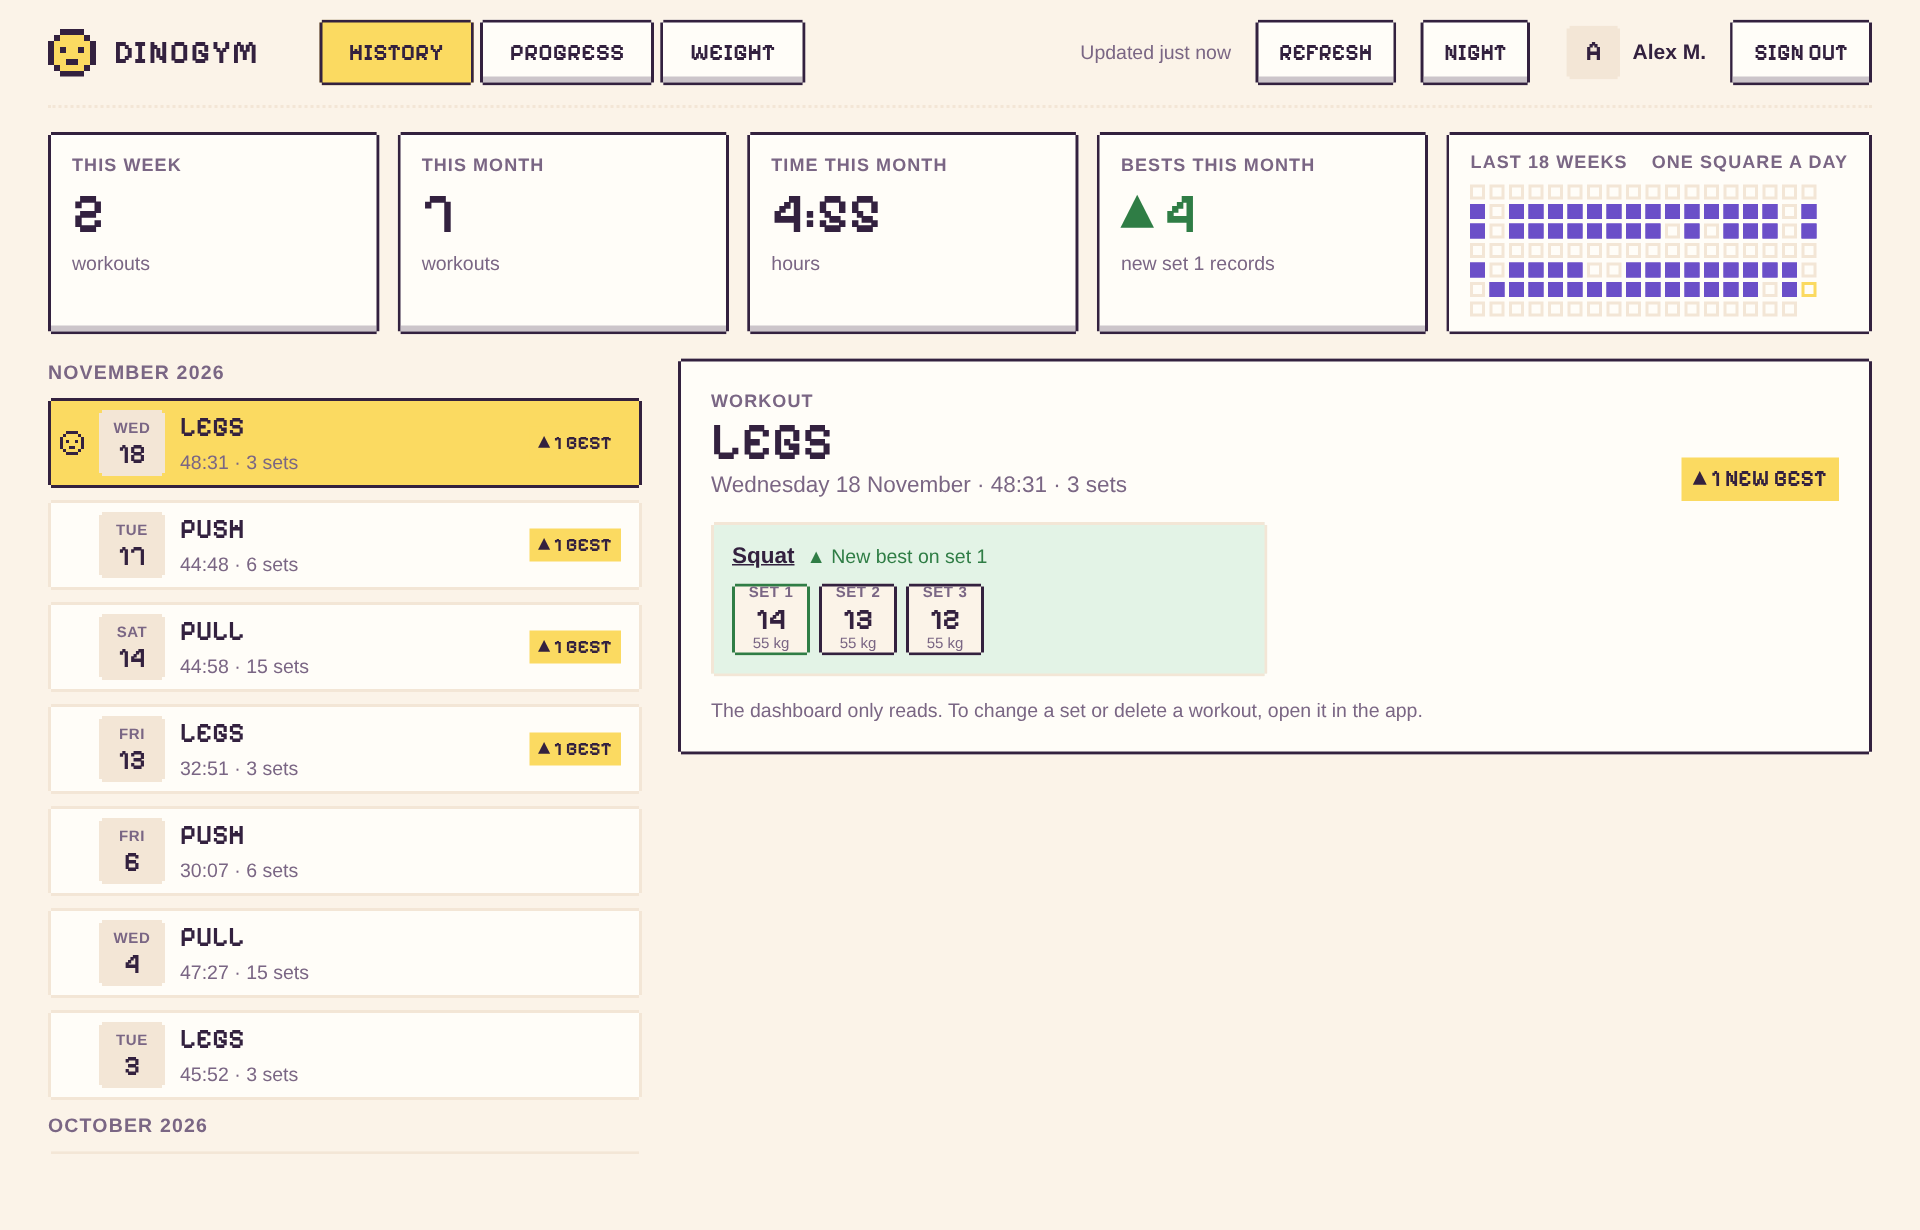 DINOGYM
HISTORY
PROGRESS
WEIGHT
Updated just now
REFRESH
NIGHT
A
Alex M.
SIGN OUT
THIS WEEK
2
workouts
THIS MONTH
7
workouts
TIME THIS MONTH
4:55
hours
BESTS THIS MONTH
▲ 4
new set 1 records
LAST 18 WEEKS
ONE SQUARE A DAY
NOVEMBER 2026
WED
18
LEGS
48:31 · 3 sets
▲ 1 BEST
TUE
17
PUSH
44:48 · 6 sets
▲ 1 BEST
SAT
14
PULL
44:58 · 15 sets
▲ 1 BEST
FRI
13
LEGS
32:51 · 3 sets
▲ 1 BEST
FRI
6
PUSH
30:07 · 6 sets
WED
4
PULL
47:27 · 15 sets
TUE
3
LEGS
45:52 · 3 sets
OCTOBER 2026
WORKOUT
LEGS
Wednesday 18 November · 48:31 · 3 sets
▲ 1 NEW BEST
Squat ▲ New best on set 1
SET 1
14
55 kg
SET 2
13
55 kg
SET 3
12
55 kg
The dashboard only reads. To change a set or delete a workout, open it in the app.